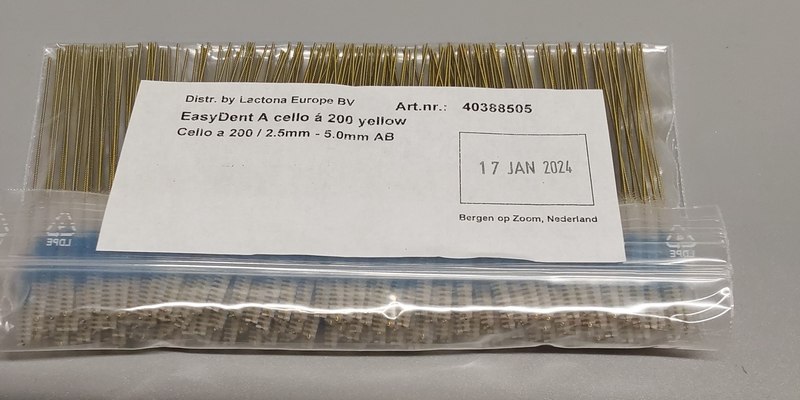 Distr. by Lactona Europe BV
Art.nr.: 40388505
EasyDent A cello á 200 yellow
Cello a 200 / 2.5mm - 5.0mm AB
17 JAN 2024
Bergen op Zoom, Nederland
LDPE
LDPE